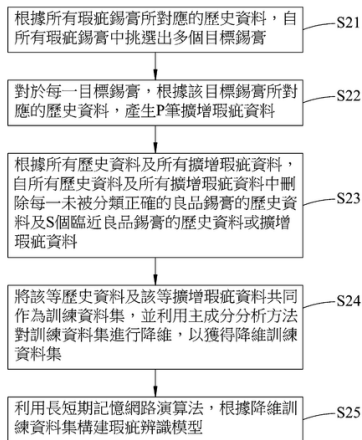 根據所有瑕疵錫膏所對應的歷史資料，自
所有瑕疵錫膏中挑選出多個目標錫膏
S21
對於每一目標錫膏，根據該目標錫膏所對
應的歷史資料，產生P筆擴增瑕疵資料
S22
根據所有歷史資料及所有擴增瑕疵資料，
自所有歷史資料及所有擴增瑕疵資料中刪
除每一未被分類正確的良品錫膏的歷史資
料及S個臨近良品錫膏的歷史資料或擴增
瑕疵資料
S23
將該等歷史資料及該等擴增瑕疵資料共同
作為訓練資料集，並利用主成分分析方法
對訓練資料集進行降維，以獲得降維訓練
資料集
S24
利用長短期記憶網路演算法，根據降維訓
練資料集構建瑕疵辨識模型
S25